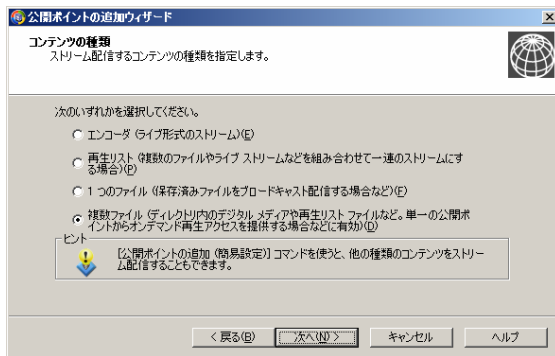 公開ポイントの追加ウィザード
コンテンツの種類
ストリーム配信するコンテンツの種類を指定します。
次のいずれかを選択してください。
エンコーダ (ライブ形式のストリーム)(E)
再生リスト (複数のファイルやライブ ストリームなどを組み合わせて一連のストリームにす
る場合)(P)
1 つのファイル (保存済みファイルをブロードキャスト配信する場合など)(F)
複数ファイル (ディレクトリ内のデジタル メディアや再生リスト ファイルなど。単一の公開ポ
イントからオンデマンド再生アクセスを提供する場合などに有効)(D)
ヒント
[公開ポイントの追加 (簡易設定)] コマンドを使うと、他の種類のコンテンツをストリー
ム配信することもできます。
< 戻る(B)
次へ(N) >
キャンセル
ヘルプ